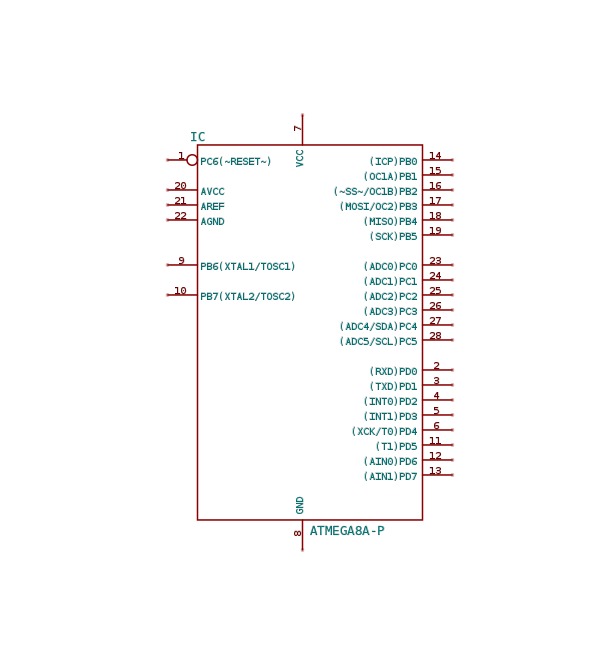 IC
7
VCC
1 PC6(~RESET~)
20 AVCC
21 AREF
22 AGND
9 PB6(XTAL1/TOSC1)
10 PB7(XTAL2/TOSC2)
(ICP)PB0 14
(OC1A)PB1 15
(~SS~/OC1B)PB2 16
(MOSI/OC2)PB3 17
(MISO)PB4 18
(SCK)PB5 19
(ADC0)PC0 23
(ADC1)PC1 24
(ADC2)PC2 25
(ADC3)PC3 26
(ADC4/SDA)PC4 27
(ADC5/SCL)PC5 28
(RXD)PD0 2
(TXD)PD1 3
(INT0)PD2 4
(INT1)PD3 5
(XCK/T0)PD4 6
(T1)PD5 11
(AIN0)PD6 12
(AIN1)PD7 13
GND
8
ATMEGA8A-P